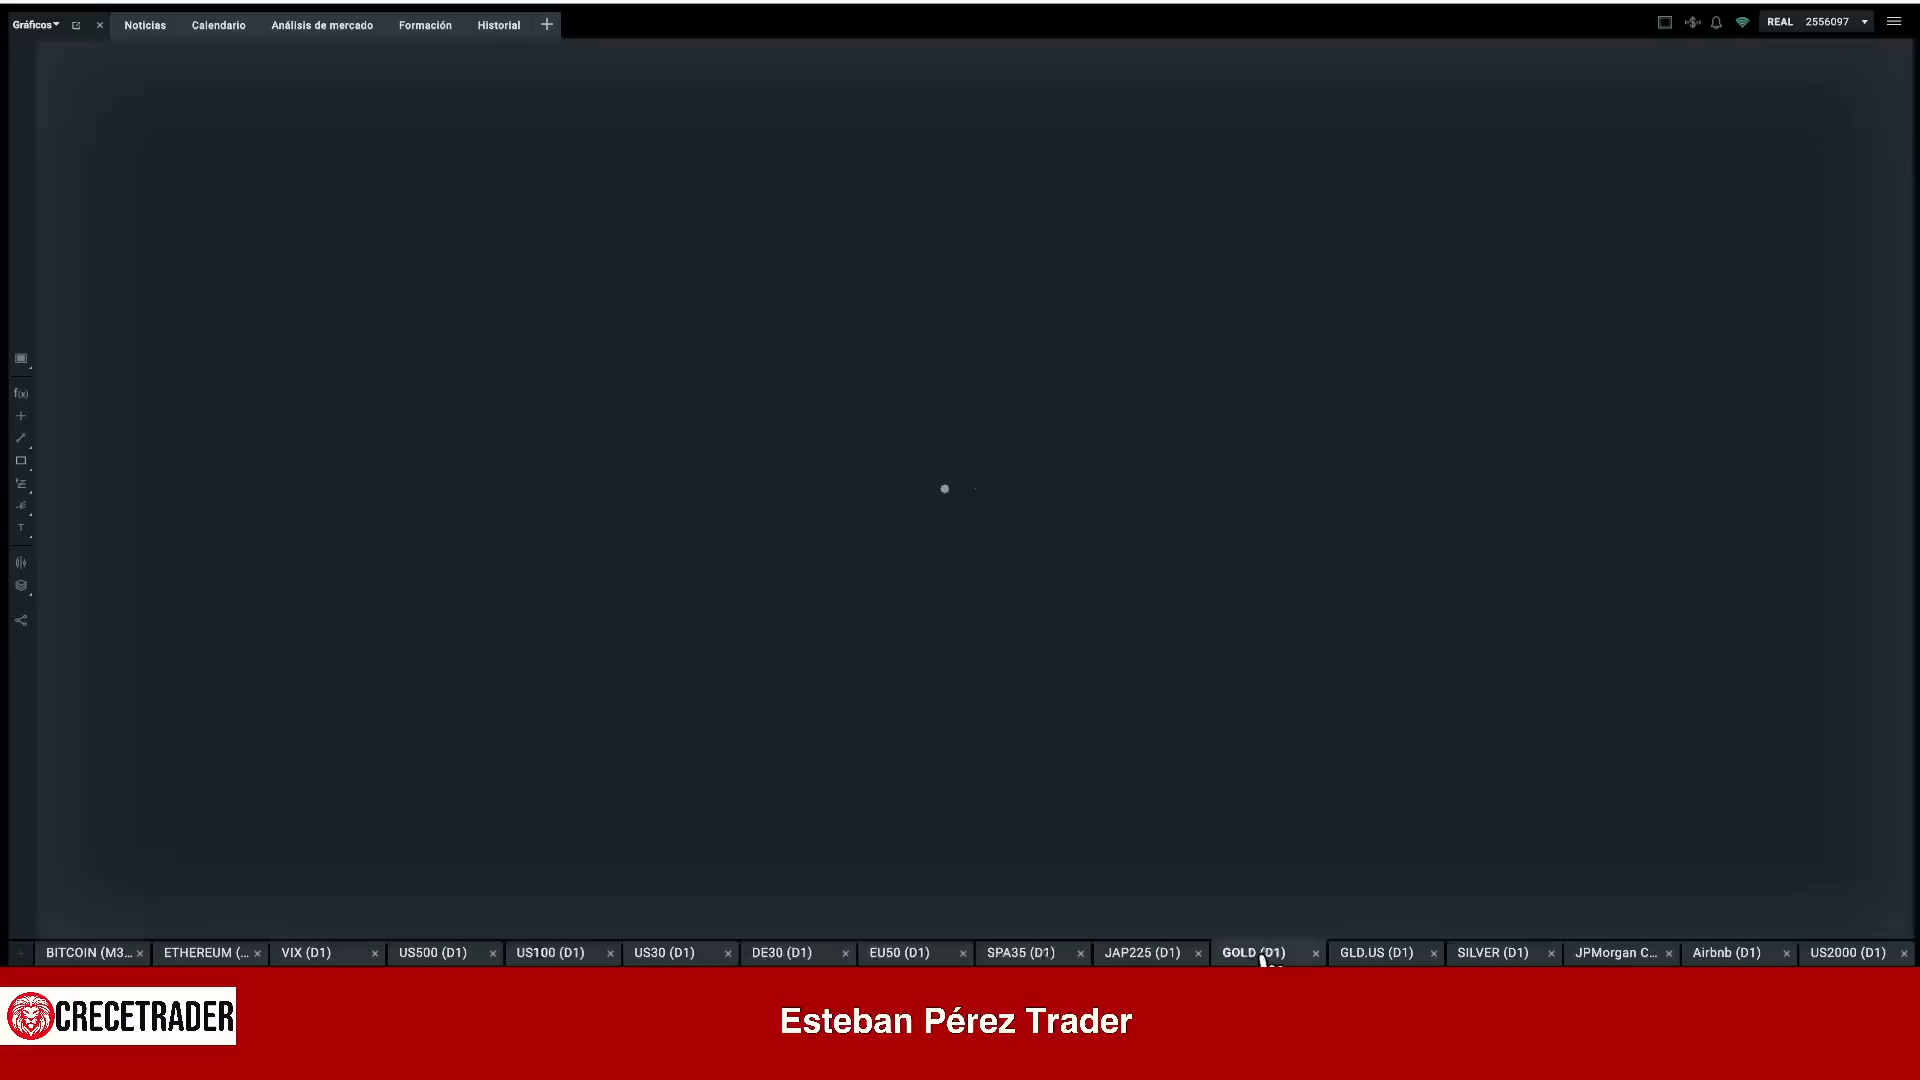 Gráficos Noticias Calendario Análisis de mercado Formación Historial REAL 2556097
f(x)
T
BITCOIN (M3... ETHEREUM (... VIX (D1) US500 (D1) US100 (D1) US30 (D1) DE30 (D1) EU50 (D1) SPA35 (D1) JAP225 (D1) GOLD (D1) GLD.US (D1) SILVER (D1) JPMorgan C... Airbnb (D1) US2000 (D1)
CRECETRADER
Esteban Pérez Trader